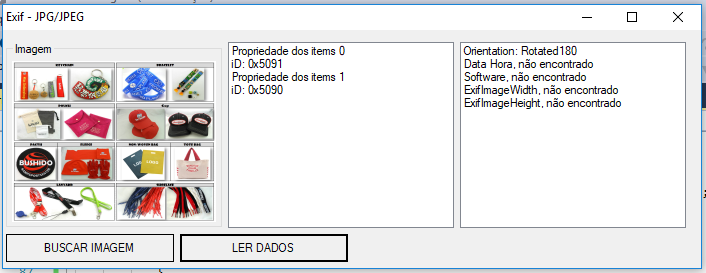 Exif - JPG/JPEG
Imagem
BUSHIDO
Propriedade dos items 0
iD: 0x5091
Propriedade dos items 1
iD: 0x5090
Orientation: Rotated180
Data Hora, não encontrado
Software, não encontrado
ExifImageWidth, não encontrado
ExifImageHeight, não encontrado
BUSCAR IMAGEM
LER DADOS